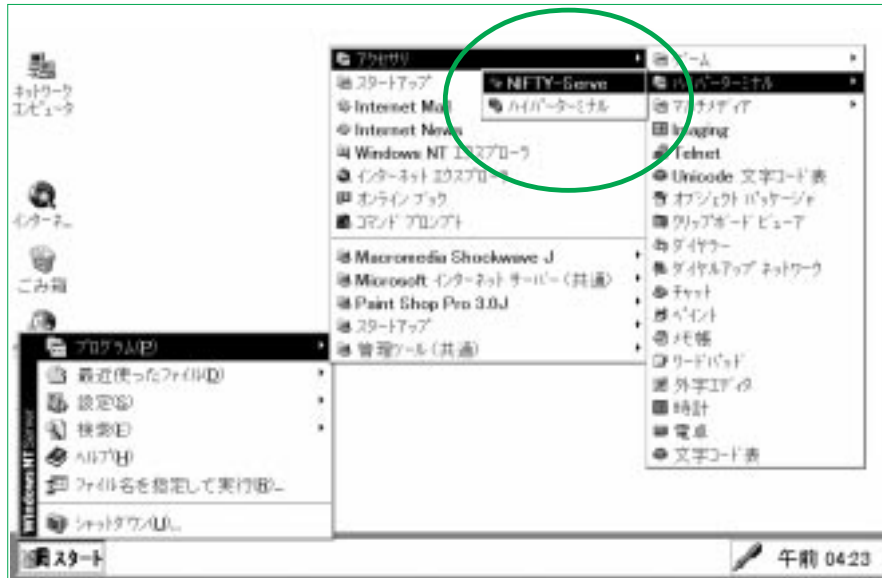 ネットワーク
コンピュータ
インターネ...
ごみ箱
アクセサリ
スタートアップ
Internet Mail
Internet News
Windows NT エクスプローラ
インターネット エクスプローラ
オンライン ブック
コマンド プロンプト
Macromedia Shockwave J
Microsoft インターネット サーバー (共通)
Paint Shop Pro 3.0J
スタートアップ
管理ツール (共通)
NIFTY-Serve
ハイパーターミナル
ゲーム
ハイパーターミナル
マルチメディア
Imaging
Telnet
Unicode 文字コード表
オブジェクト パッケージャ
クリップボード ビューア
ダイヤラー
ダイヤルアップ ネットワーク
チャット
ペイント
メモ帳
ワードパッド
外字エディタ
時計
電卓
文字コード表
プログラム(P)
最近使ったファイル(D)
設定(S)
検索(F)
ヘルプ(H)
ファイル名を指定して実行(R)...
シャットダウン(U)...
Windows NT Server
スタート
午前 04:23